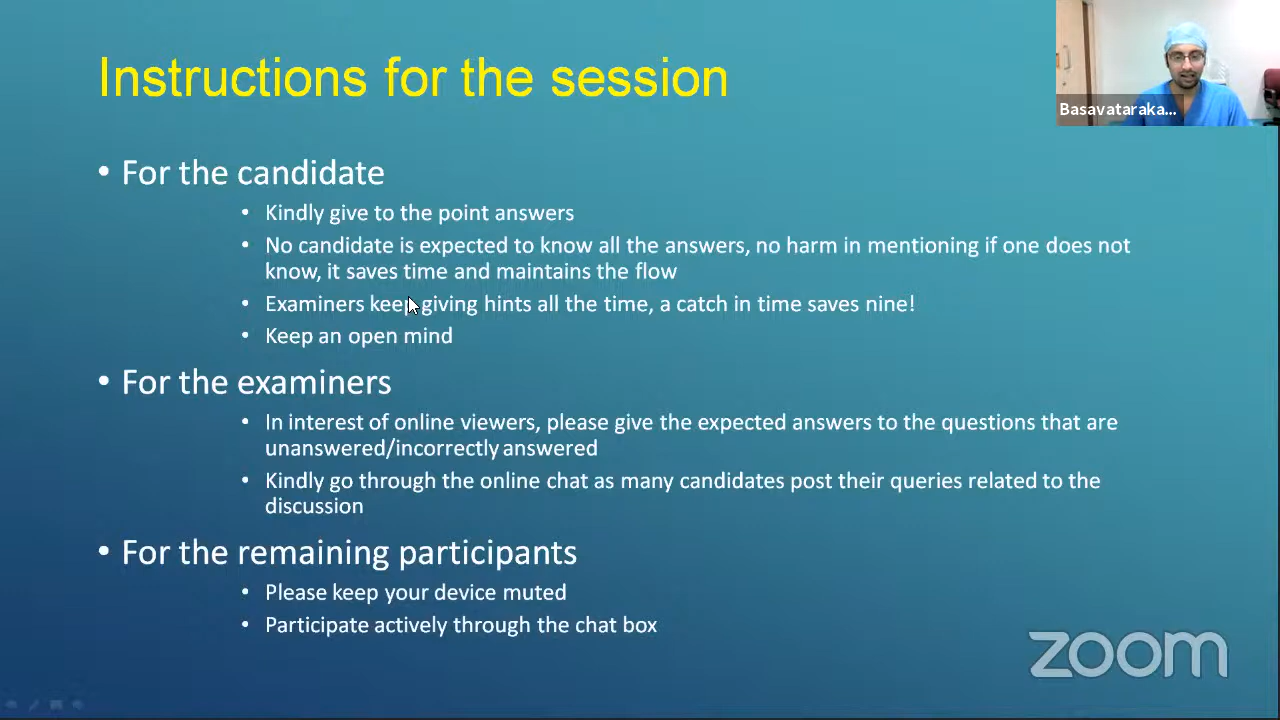 Instructions for the session
Basavataraka...
• For the candidate
• Kindly give to the point answers
• No candidate is expected to know all the answers, no harm in mentioning if one does not
know, it saves time and maintains the flow
• Examiners keep giving hints all the time, a catch in time saves nine!
• Keep an open mind
• For the examiners
• In interest of online viewers, please give the expected answers to the questions that are
unanswered/incorrectly answered
• Kindly go through the online chat as many candidates post their queries related to the
discussion
• For the remaining participants
• Please keep your device muted
• Participate actively through the chat box
zoom